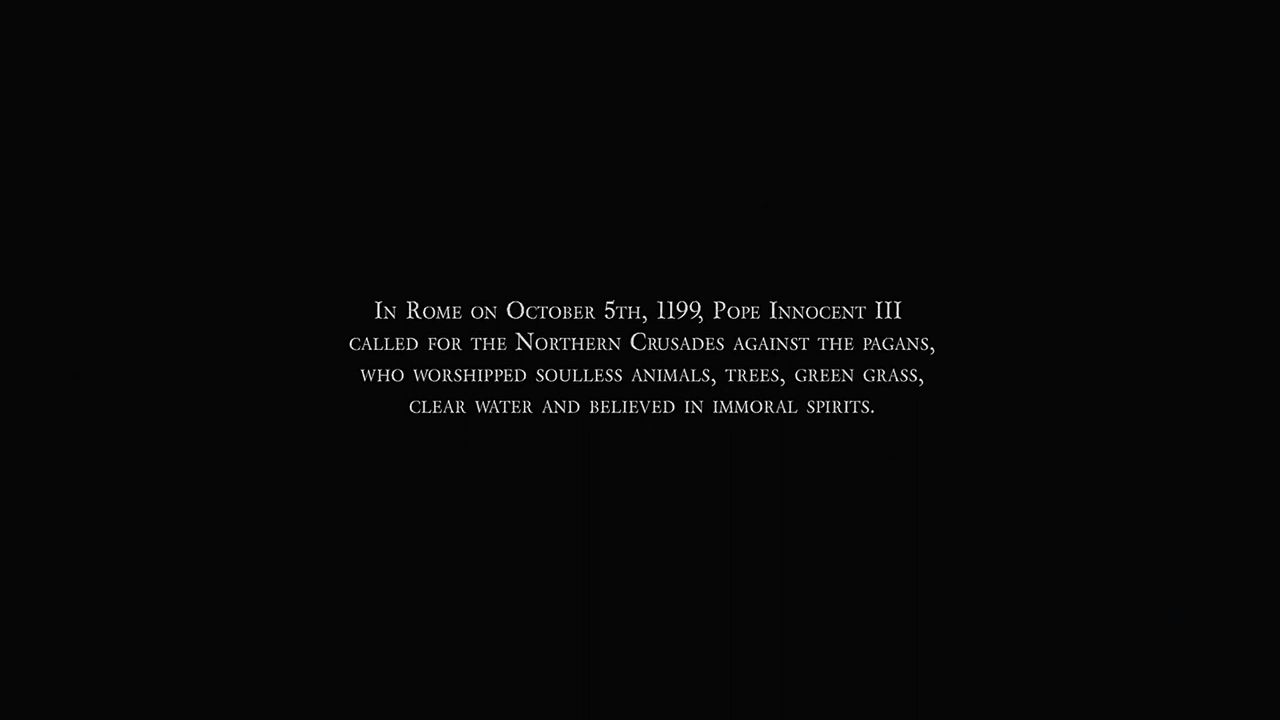 In Rome on October 5th, 1199, Pope Innocent III
called for the Northern Crusades against the pagans,
who worshipped soulless animals, trees, green grass,
clear water and believed in immoral spirits.